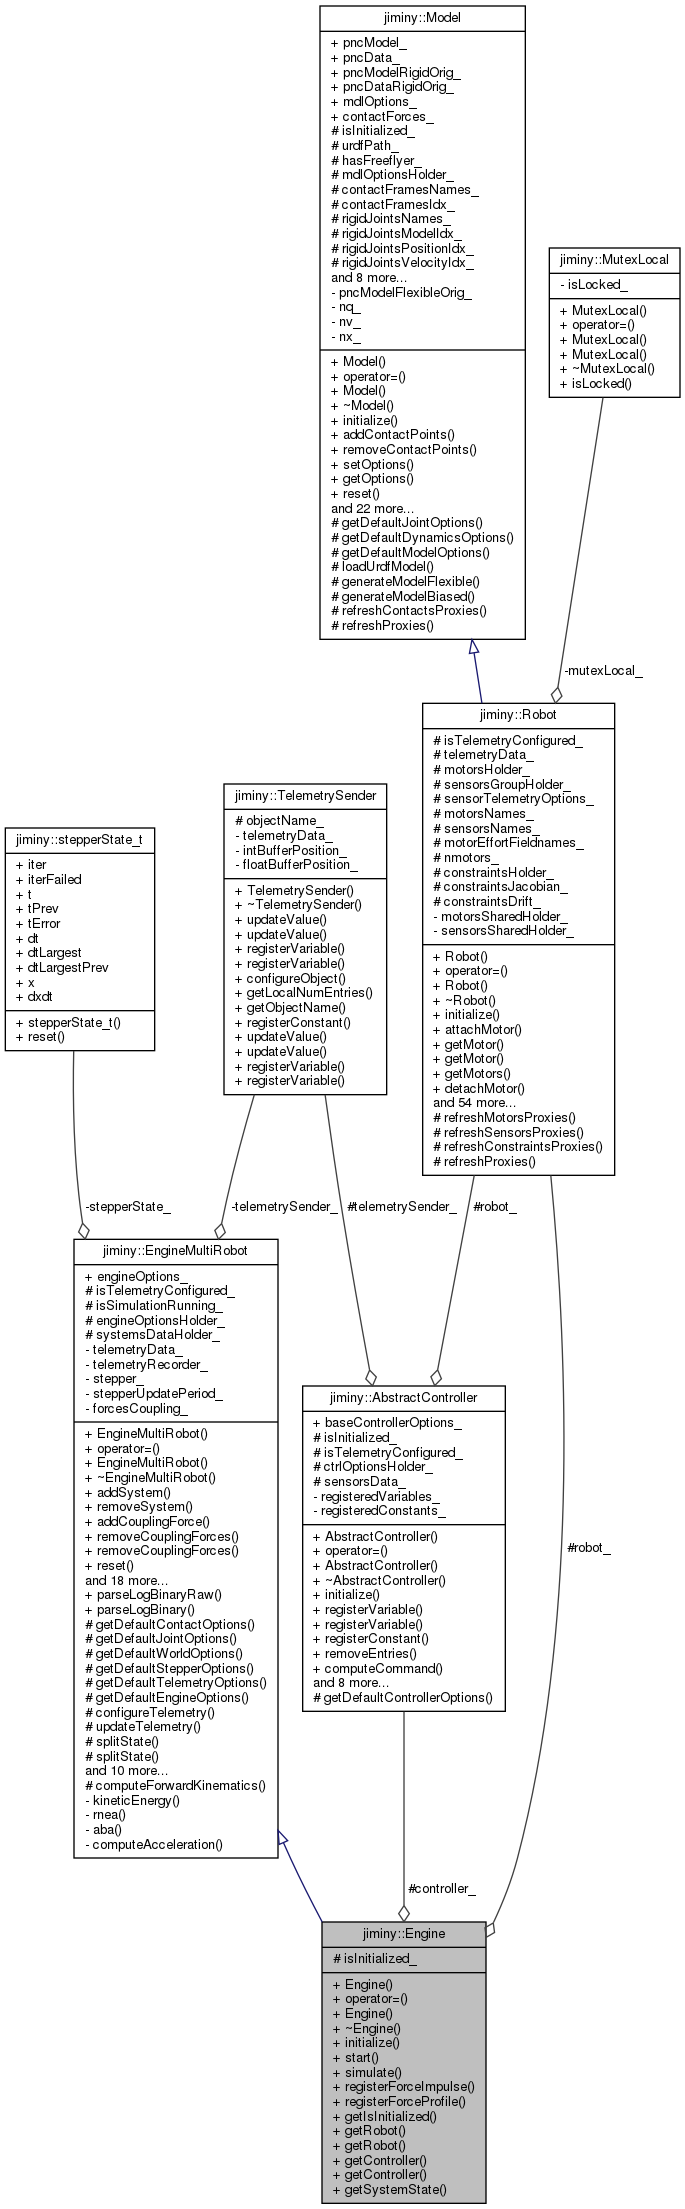 jiminy::Model
+ pncModel_
+ pncData_
+ pncModelRigidOrig_
+ pncDataRigidOrig_
+ mdlOptions_
+ contactForces_
# isInitialized_
# urdfPath_
# hasFreeflyer_
# mdlOptionsHolder_
# contactFramesNames_
# contactFramesIdx_
# rigidJointsNames_
# rigidJointsModelIdx_
# rigidJointsPositionIdx_
# rigidJointsVelocityIdx_
and 8 more...
- pncModelFlexibleOrig_
- nq_
- nv_
- nx_
+ Model()
+ operator=()
+ Model()
+ ~Model()
+ initialize()
+ addContactPoints()
+ removeContactPoints()
+ setOptions()
+ getOptions()
+ reset()
and 22 more...
# getDefaultJointOptions()
# getDefaultDynamicsOptions()
# getDefaultModelOptions()
# loadUrdfModel()
# generateModelFlexible()
# generateModelBiased()
# refreshContactsProxies()
# refreshProxies()
jiminy::MutexLocal
- isLocked_
+ MutexLocal()
+ operator=()
+ MutexLocal()
+ MutexLocal()
+ ~MutexLocal()
+ isLocked()
-mutexLocal_
jiminy::Robot
# isTelemetryConfigured_
# telemetryData_
# motorsHolder_
# sensorsGroupHolder_
# sensorTelemetryOptions_
# motorsNames_
# sensorsNames_
# motorEffortFieldnames_
# nmotors_
# constraintsHolder_
# constraintsJacobian_
# constraintsDrift_
- motorsSharedHolder_
- sensorsSharedHolder_
+ Robot()
+ operator=()
+ Robot()
+ ~Robot()
+ initialize()
+ attachMotor()
+ getMotor()
+ getMotor()
+ getMotors()
+ detachMotor()
and 54 more...
# refreshMotorsProxies()
# refreshSensorsProxies()
# refreshConstraintsProxies()
# refreshProxies()
jiminy::TelemetrySender
# objectName_
- telemetryData_
- intBufferPosition_
- floatBufferPosition_
+ TelemetrySender()
+ ~TelemetrySender()
+ updateValue()
+ updateValue()
+ registerVariable()
+ registerVariable()
+ configureObject()
+ getLocalNumEntries()
+ getObjectName()
+ registerConstant()
+ updateValue()
+ updateValue()
+ registerVariable()
+ registerVariable()
jiminy::stepperState_t
+ iter
+ iterFailed
+ t
+ tPrev
+ tError
+ dt
+ dtLargest
+ dtLargestPrev
+ x
+ dxdt
+ stepperState_t()
+ reset()
-stepperState_
-telemetrySender_
#telemetrySender_
#robot_
jiminy::EngineMultiRobot
+ engineOptions_
# isTelemetryConfigured_
# isSimulationRunning_
# engineOptionsHolder_
# systemsDataHolder_
- telemetryData_
- telemetryRecorder_
- stepper_
- stepperUpdatePeriod_
- forcesCoupling_
+ EngineMultiRobot()
+ operator=()
+ EngineMultiRobot()
+ ~EngineMultiRobot()
+ addSystem()
+ removeSystem()
+ addCouplingForce()
+ removeCouplingForces()
+ removeCouplingForces()
+ reset()
and 18 more...
+ parseLogBinaryRaw()
+ parseLogBinary()
# getDefaultContactOptions()
# getDefaultJointOptions()
# getDefaultWorldOptions()
# getDefaultStepperOptions()
# getDefaultTelemetryOptions()
# getDefaultEngineOptions()
# configureTelemetry()
# updateTelemetry()
# splitState()
# splitState()
and 10 more...
# computeForwardKinematics()
- kineticEnergy()
- rnea()
- aba()
- computeAcceleration()
jiminy::AbstractController
+ baseControllerOptions_
# isInitialized_
# isTelemetryConfigured_
# ctrlOptionsHolder_
# sensorsData_
- registeredVariables_
- registeredConstants_
+ AbstractController()
+ operator=()
+ AbstractController()
+ ~AbstractController()
+ initialize()
+ registerVariable()
+ registerVariable()
+ registerConstant()
+ removeEntries()
+ computeCommand()
and 8 more...
# getDefaultControllerOptions()
#robot_
#controller_
jiminy::Engine
# isInitialized_
+ Engine()
+ operator=()
+ Engine()
+ ~Engine()
+ initialize()
+ start()
+ simulate()
+ registerForceImpulse()
+ registerForceProfile()
+ getIsInitialized()
+ getRobot()
+ getRobot()
+ getController()
+ getController()
+ getSystemState()